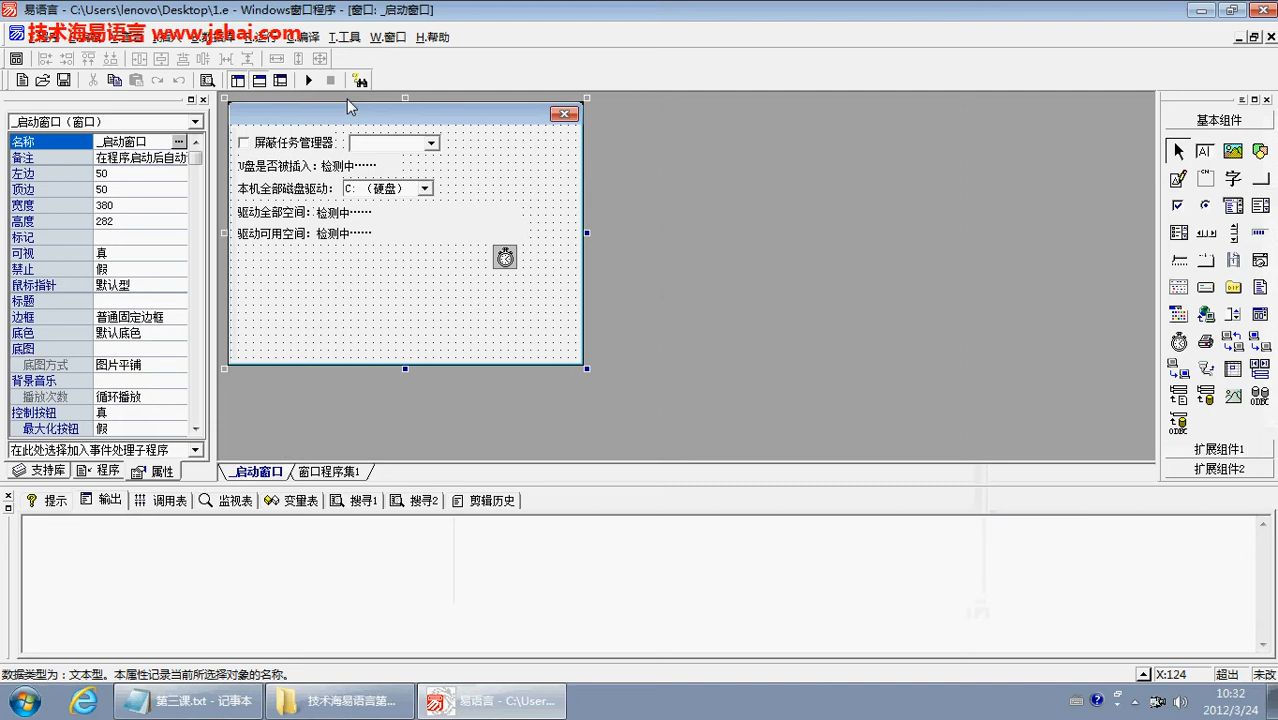 易语言 - C:\Users\lenovo\Desktop\1.e - Windows窗口程序 - [窗口: _启动窗口]
技术海易语言 www.jshai.com
编译 T.工具 W.窗口 H.帮助
_启动窗口（窗口）
名称 _启动窗口
备注 在程序启动后自动
左边 50
顶边 50
宽度 380
高度 282
标记
可视 真
禁止 假
鼠标指针 默认型
标题
边框 普通固定边框
底色 默认底色
底图
底图方式 图片平铺
背景音乐
播放次数 循环播放
控制按钮 真
最大化按钮 假
在此处选择加入事件处理子程序
支持库 程序 属性
屏蔽任务管理器
U盘是否被插入: 检测中……
本机全部磁盘驱动: C: （硬盘）
驱动全部空间: 检测中……
驱动可用空间: 检测中……
_启动窗口 窗口程序集1
基本组件
扩展组件1
扩展组件2
提示 输出 调用表 监视表 变量表 搜寻1 搜寻2 剪辑历史
数据类型为：文本型。本属性记录当前所选择对象的名称。
X:124 超出 未改
第三课.txt - 记事本 技术海易语言第... 易语言 - C:\User...
10:32
2012/3/24